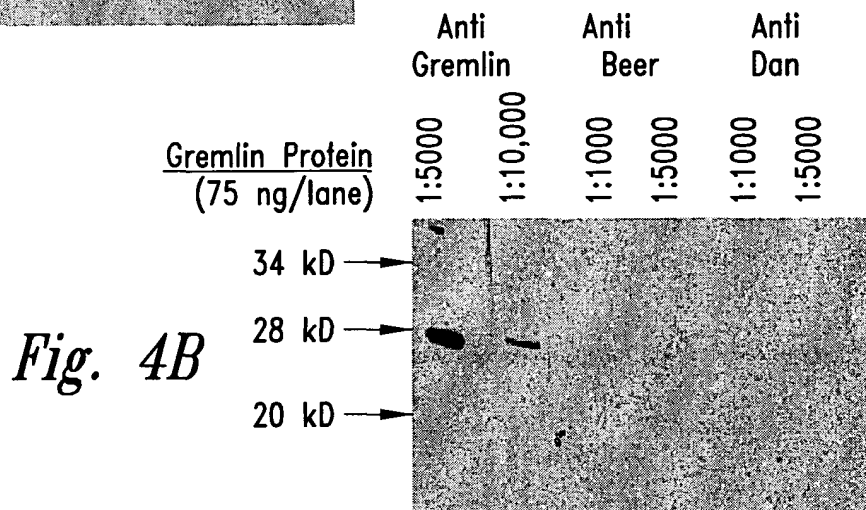 Anti Anti Anti
Gremlin Beer Dan
1:5000 1:10,000 1:1000 1:5000 1:1000 1:5000
Gremlin Protein
(75 ng/lane)
34 kD
28 kD
20 kD
Fig. 4B